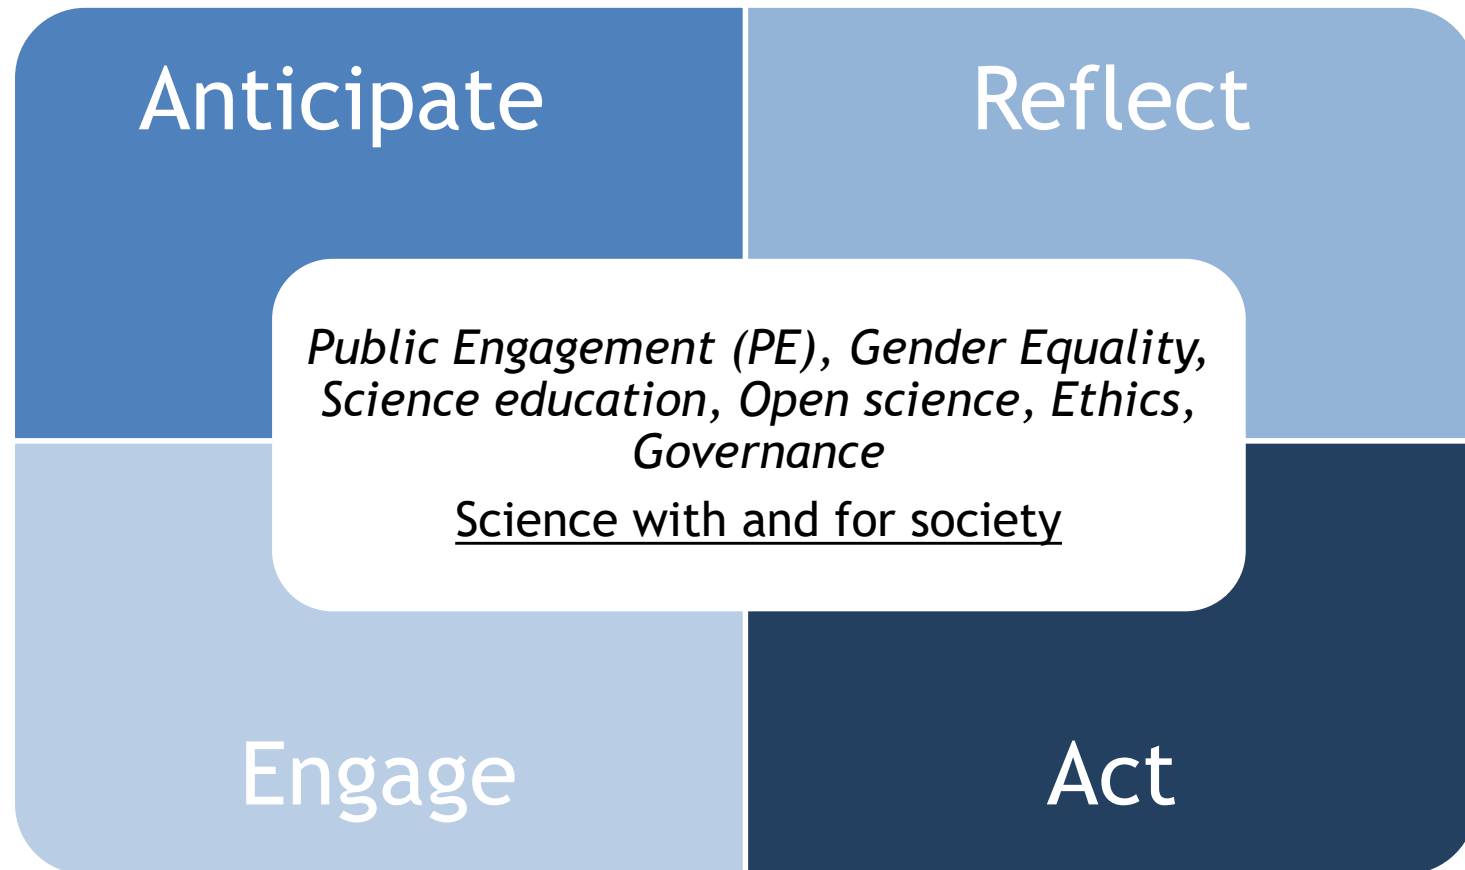 Anticipate
Reflect
Public Engagement (PE), Gender Equality,
Science education, Open science, Ethics,
Governance
Science with and for society
Engage
Act